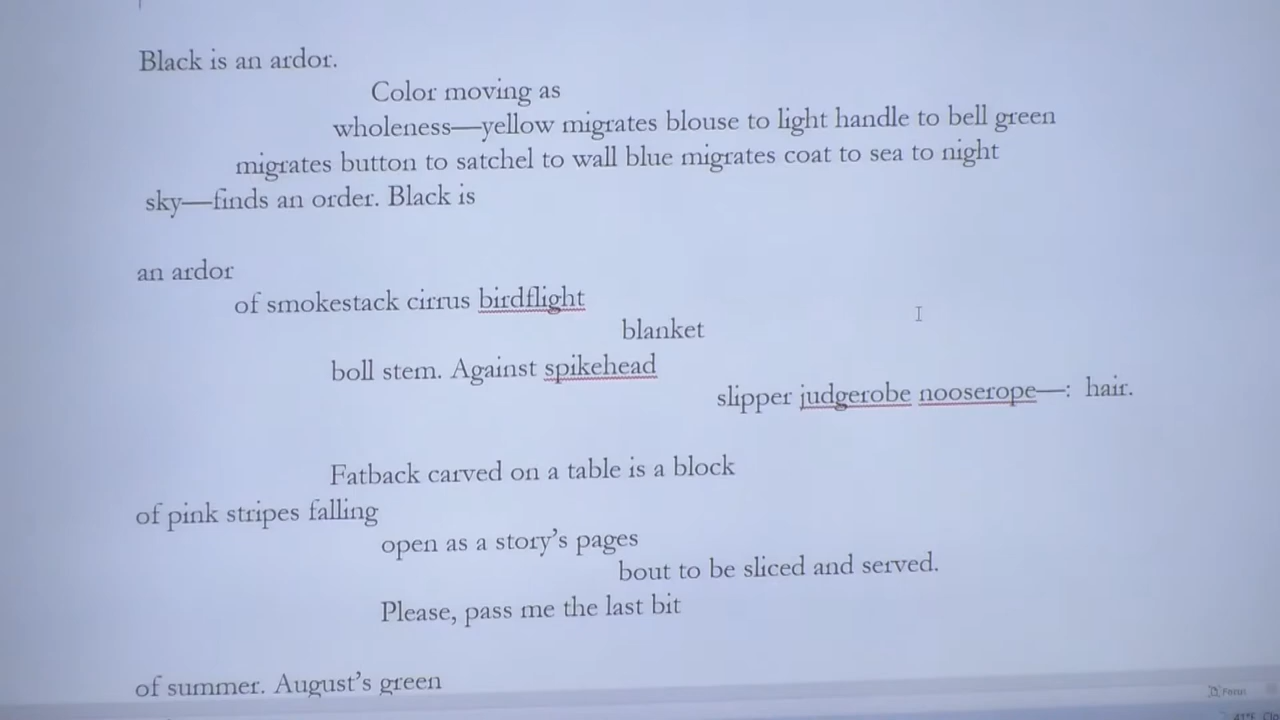 Black is an ardor.
Color moving as
wholeness—yellow migrates blouse to light handle to bell green
migrates button to satchel to wall blue migrates coat to sea to night
sky—finds an order. Black is
an ardor
of smokestack cirrus birdflight
blanket
boll stem. Against spikehead
slipper judgerobe nooserope—: hair.
Fatback carved on a table is a block
of pink stripes falling
open as a story's pages
bout to be sliced and served.
Please, pass me the last bit
of summer. August's green
Focus
41°F